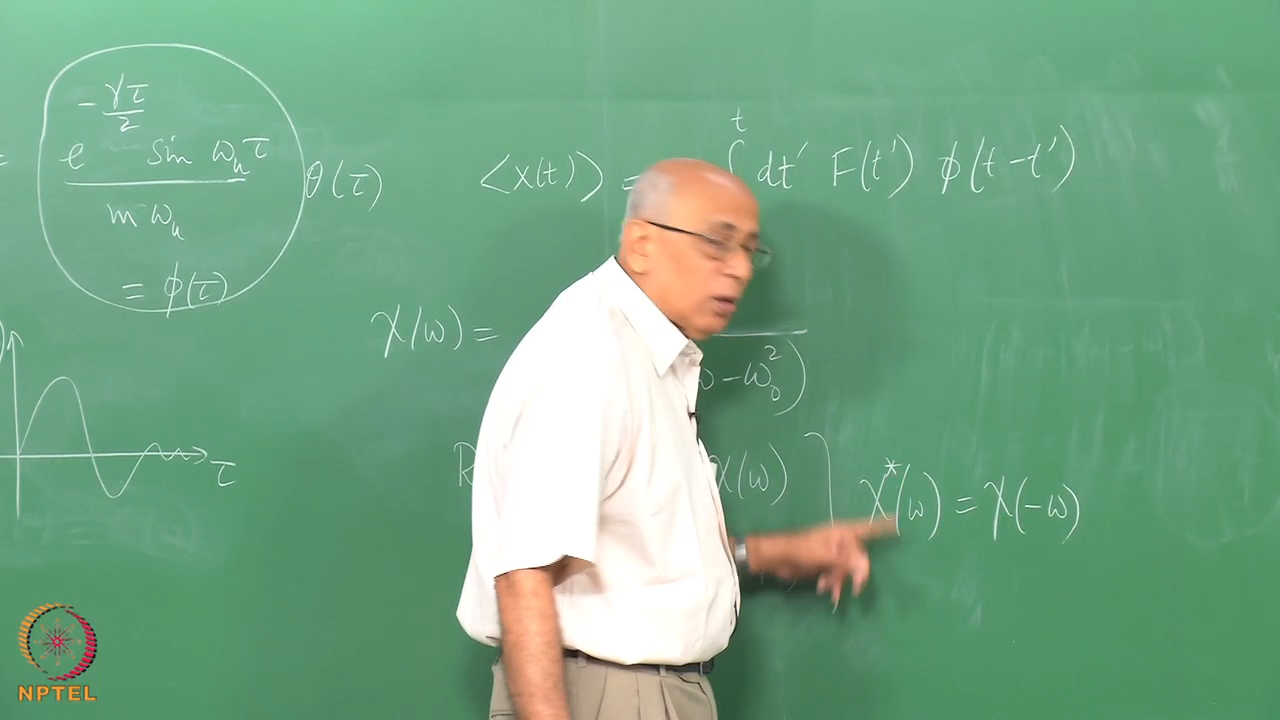 = e^{-γτ/2} sin ω_u τ / m ω_u θ(τ)
= φ(τ)
τ
<X(t)> = ∫^t dt' F(t') φ(t-t')
χ(ω) =
ω - ω_0^2)
R χ(ω)
χ*(ω) = χ(-ω)
NPTEL